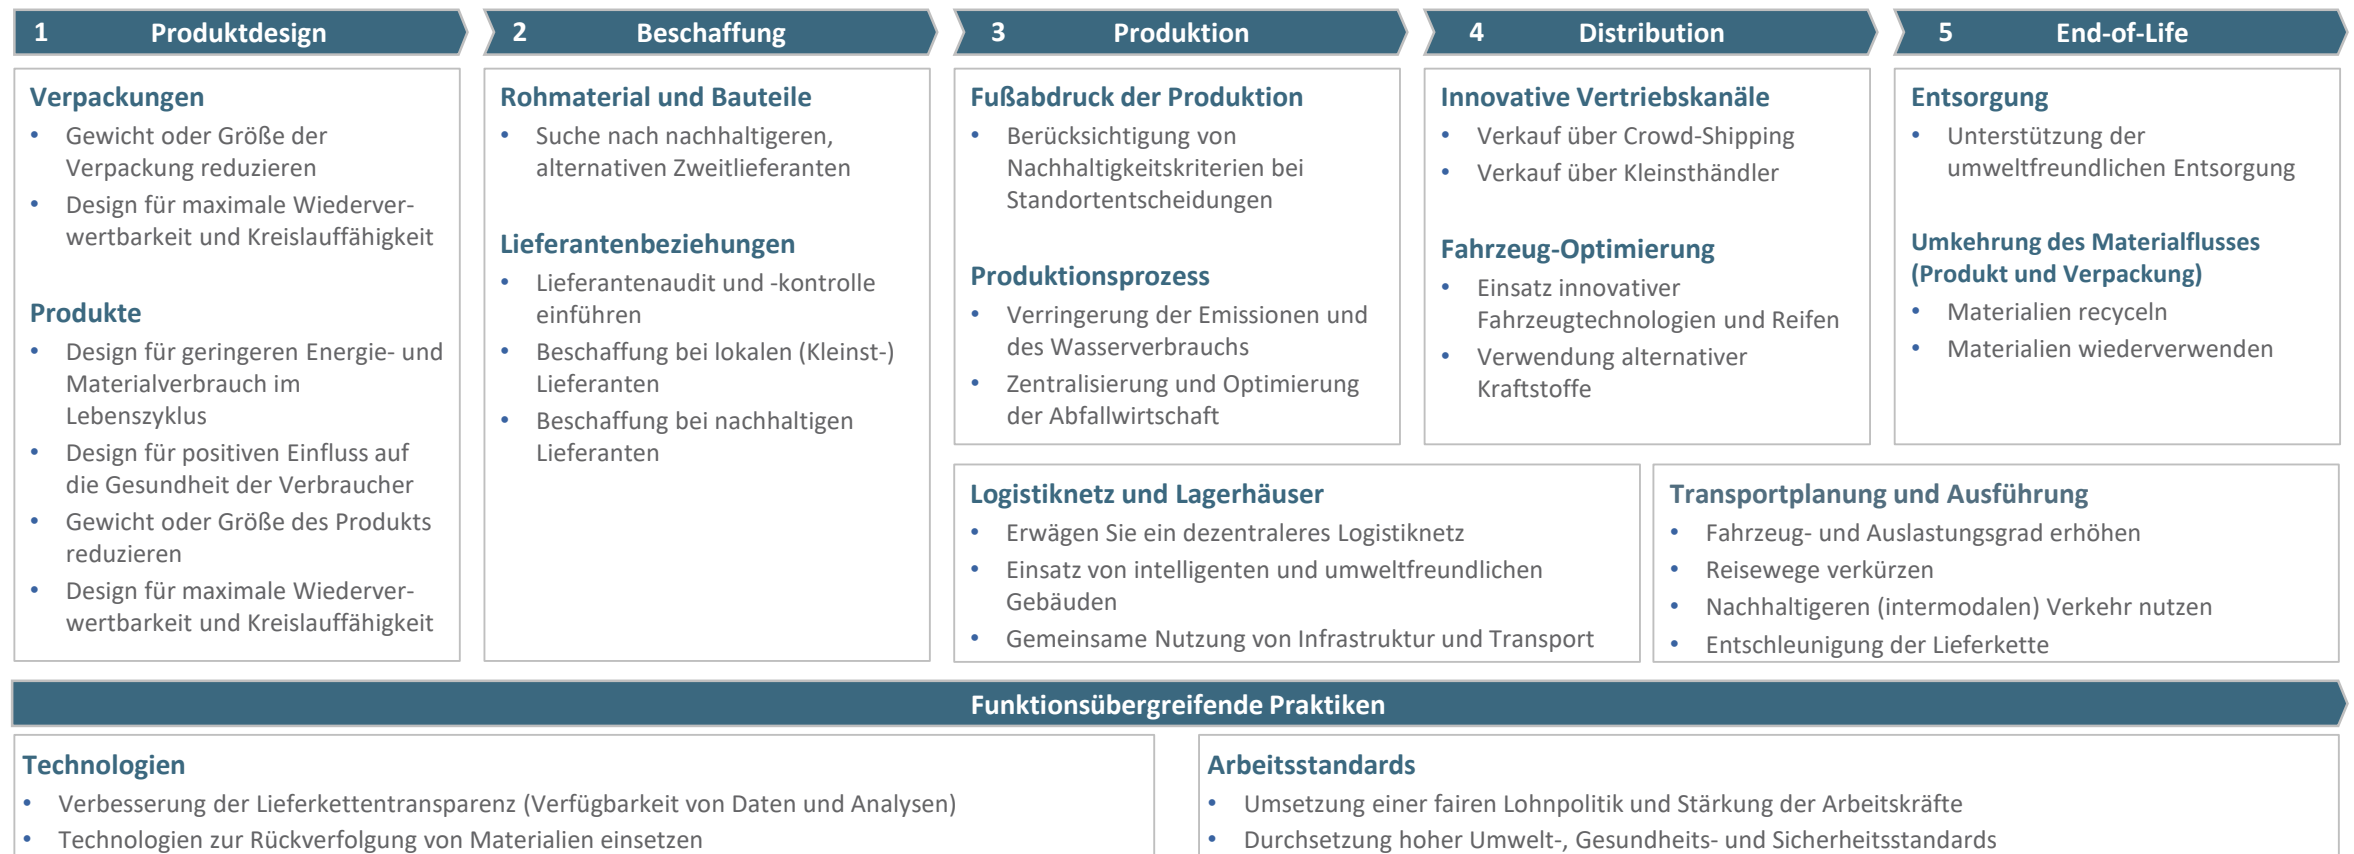 1 Produktdesign
2 Beschaffung
3 Produktion
4 Distribution
5 End-of-Life
Verpackungen
• Gewicht oder Größe der
Verpackung reduzieren
• Design für maximale Wiederver-
wertbarkeit und Kreislauffähigkeit
Produkte
• Design für geringeren Energie- und
Materialverbrauch im
Lebenszyklus
• Design für positiven Einfluss auf
die Gesundheit der Verbraucher
• Gewicht oder Größe des Produkts
reduzieren
• Design für maximale Wiederver-
wertbarkeit und Kreislauffähigkeit
Rohmaterial und Bauteile
• Suche nach nachhaltigeren,
alternativen Zweitlieferanten
Lieferantenbeziehungen
• Lieferantenaudit und -kontrolle
einführen
• Beschaffung bei lokalen (Kleinst-)
Lieferanten
• Beschaffung bei nachhaltigen
Lieferanten
Fußabdruck der Produktion
• Berücksichtigung von
Nachhaltigkeitskriterien bei
Standortentscheidungen
Produktionsprozess
• Verringerung der Emissionen und
des Wasserverbrauchs
• Zentralisierung und Optimierung
der Abfallwirtschaft
Innovative Vertriebskanäle
• Verkauf über Crowd-Shipping
• Verkauf über Kleinsthändler
Fahrzeug-Optimierung
• Einsatz innovativer
Fahrzeugtechnologien und Reifen
• Verwendung alternativer
Kraftstoffe
Entsorgung
• Unterstützung der
umweltfreundlichen Entsorgung
Umkehrung des Materialflusses
(Produkt und Verpackung)
• Materialien recyceln
• Materialien wiederverwenden
Logistiknetz und Lagerhäuser
• Erwägen Sie ein dezentraleres Logistiknetz
• Einsatz von intelligenten und umweltfreundlichen
Gebäuden
• Gemeinsame Nutzung von Infrastruktur und Transport
Transportplanung und Ausführung
• Fahrzeug- und Auslastungsgrad erhöhen
• Reisewege verkürzen
• Nachhaltigeren (intermodalen) Verkehr nutzen
• Entschleunigung der Lieferkette
Funktionsübergreifende Praktiken
Technologien
• Verbesserung der Lieferkettentransparenz (Verfügbarkeit von Daten und Analysen)
• Technologien zur Rückverfolgung von Materialien einsetzen
Arbeitsstandards
• Umsetzung einer fairen Lohnpolitik und Stärkung der Arbeitskräfte
• Durchsetzung hoher Umwelt-, Gesundheits- und Sicherheitsstandards